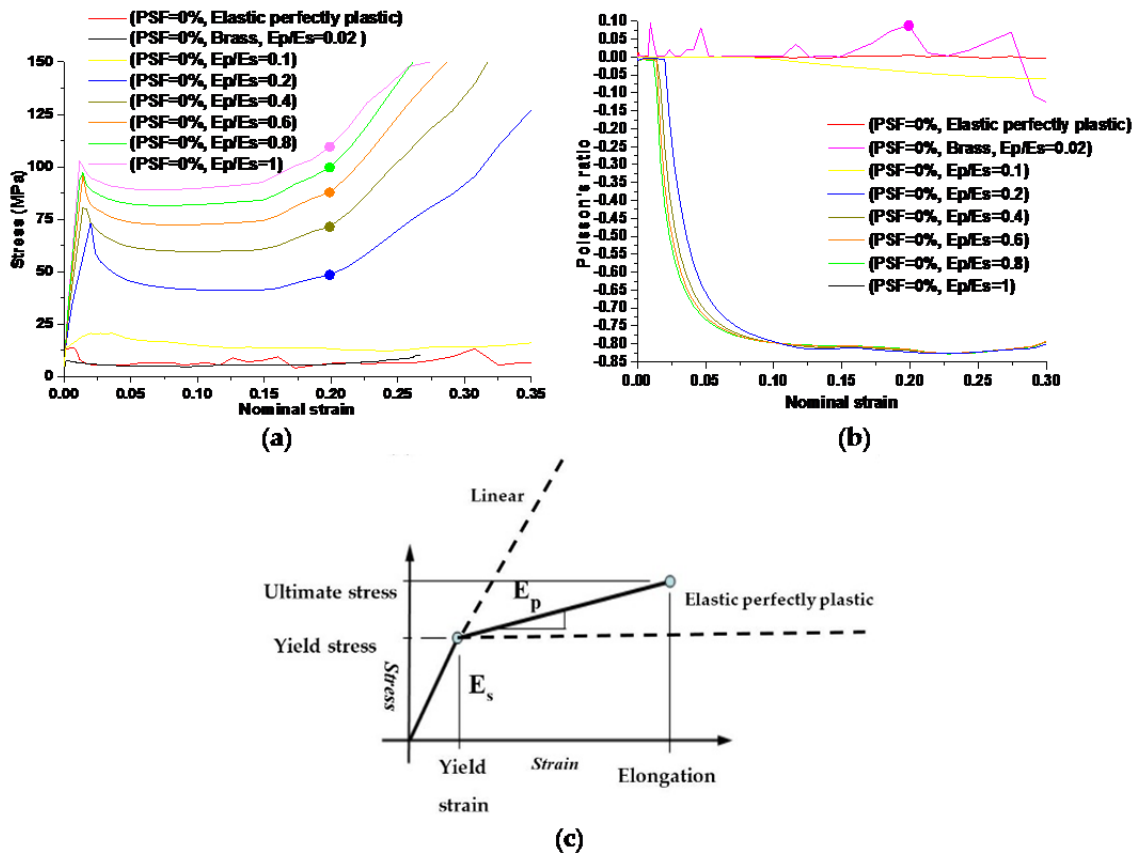 (PSF=0%, Elastic perfectly plastic)
(PSF=0%, Brass, Ep/Es=0.02 )
(PSF=0%, Ep/Es=0.1)
(PSF=0%, Ep/Es=0.2)
(PSF=0%, Ep/Es=0.4)
(PSF=0%, Ep/Es=0.6)
(PSF=0%, Ep/Es=0.8)
(PSF=0%, Ep/Es=1)
150
125
100
75
50
25
0
Stress (MPa)
0.00 0.05 0.10 0.15 0.20 0.25 0.30 0.35
Nominal strain
(a)
0.10
0.05
0.00
-0.05
-0.10
-0.15
-0.20
-0.25
-0.30
-0.35
-0.40
-0.45
-0.50
-0.55
-0.60
-0.65
-0.70
-0.75
-0.80
-0.85
Poisson's ratio
(PSF=0%, Elastic perfectly plastic)
(PSF=0%, Brass, Ep/Es=0.02)
(PSF=0%, Ep/Es=0.1)
(PSF=0%, Ep/Es=0.2)
(PSF=0%, Ep/Es=0.4)
(PSF=0%, Ep/Es=0.6)
(PSF=0%, Ep/Es=0.8)
(PSF=0%, Ep/Es=1)
0.00 0.05 0.10 0.15 0.20 0.25 0.30
Nominal strain
(b)
Linear
Ultimate stress
Ep
Elastic perfectly plastic
Yield stress
Stress
Es
Yield
strain
Strain
Elongation
(c)